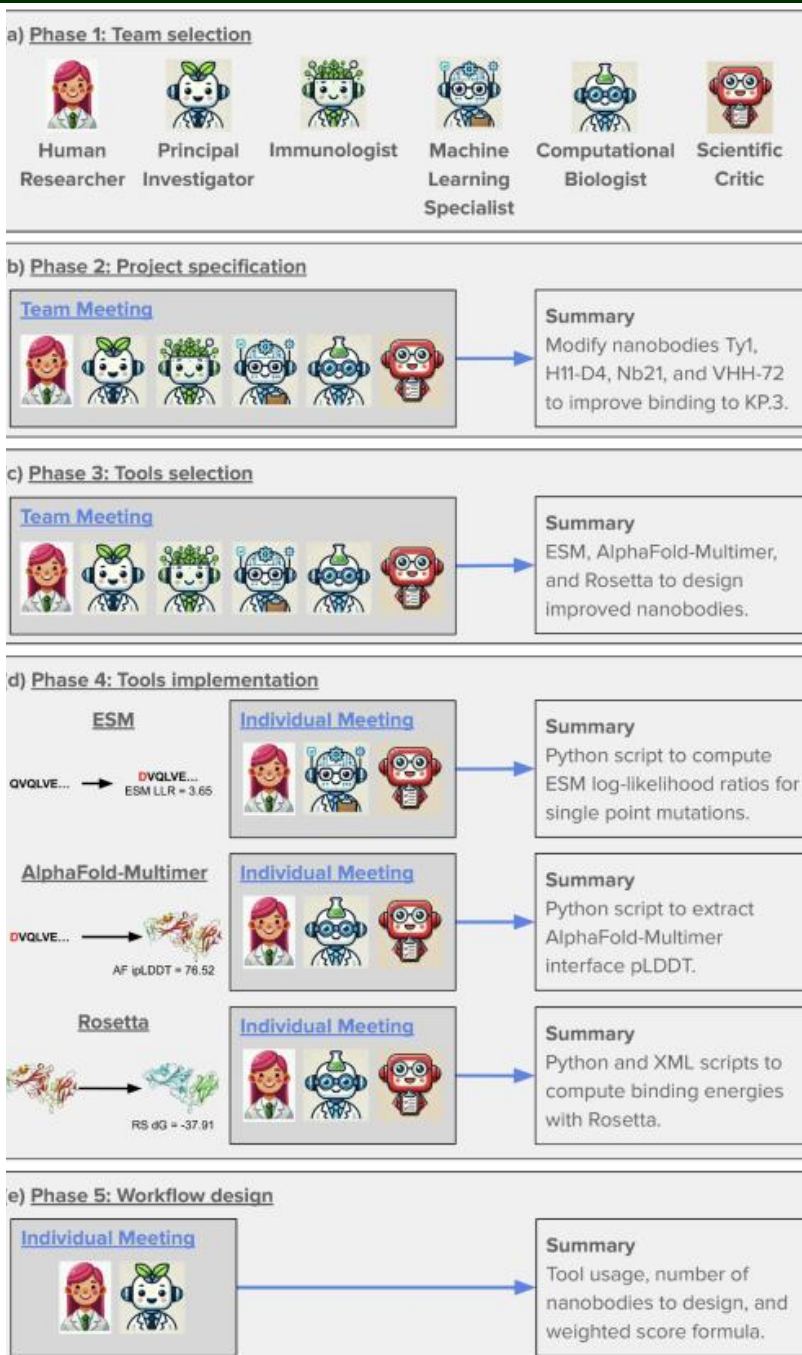 a) Phase 1: Team selection
Human Researcher
Principal Investigator
Immunologist
Machine Learning Specialist
Computational Biologist
Scientific Critic
b) Phase 2: Project specification
Team Meeting
Summary
Modify nanobodies Ty1,
H11-D4, Nb21, and VHH-72
to improve binding to KP.3.
c) Phase 3: Tools selection
Team Meeting
Summary
ESM, AlphaFold-Multimer,
and Rosetta to design
improved nanobodies.
d) Phase 4: Tools implementation
ESM
QVQLVE...
DVQLVE...
ESM LLR = 3.65
Individual Meeting
Summary
Python script to compute
ESM log-likelihood ratios for
single point mutations.
AlphaFold-Multimer
DVQLVE...
AF ipLDDT = 76.52
Individual Meeting
Summary
Python script to extract
AlphaFold-Multimer
interface pLDDT.
Rosetta
RS dG = -37.91
Individual Meeting
Summary
Python and XML scripts to
compute binding energies
with Rosetta.
e) Phase 5: Workflow design
Individual Meeting
Summary
Tool usage, number of
nanobodies to design, and
weighted score formula.